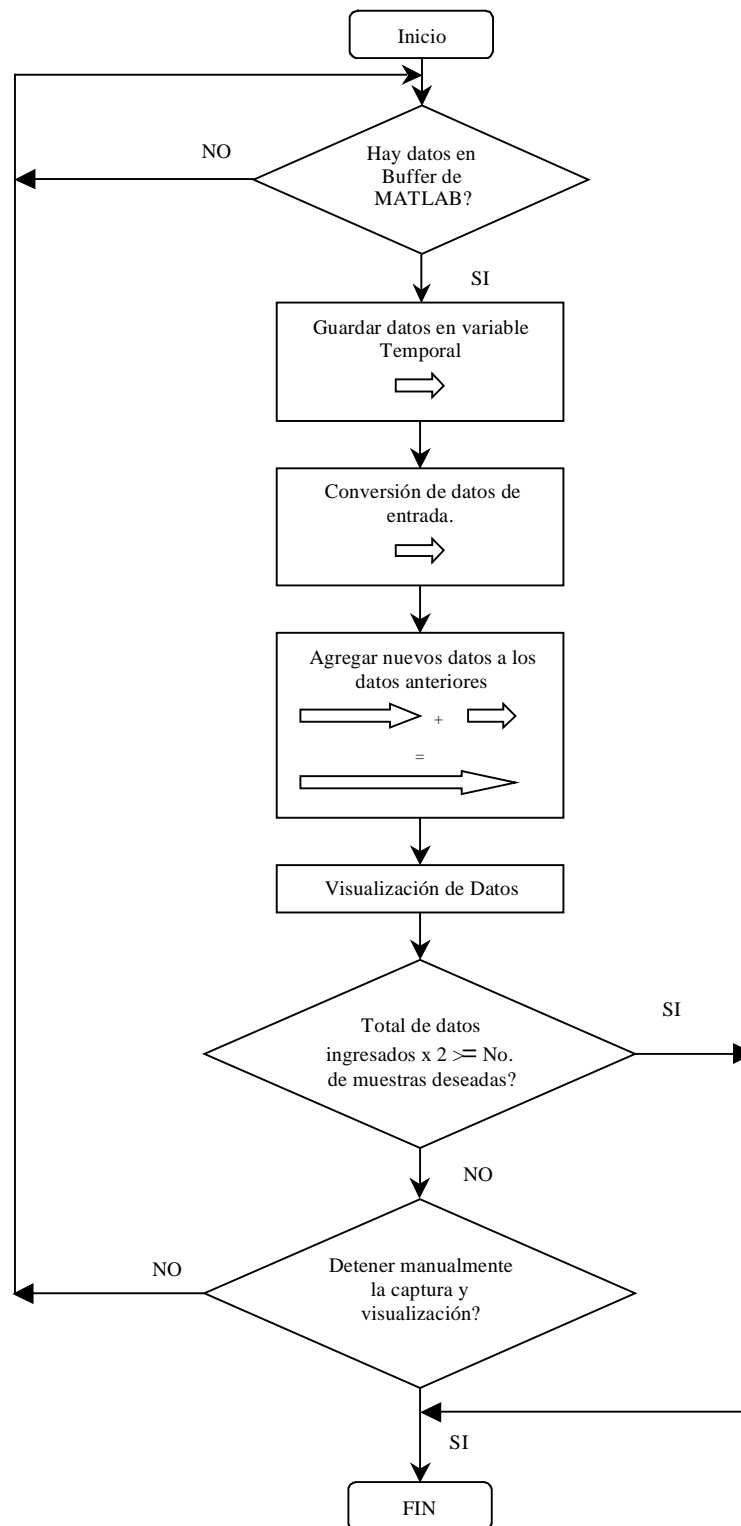 Inicio
NO
Hay datos en
Buffer de
MATLAB?
SI
Guardar datos en variable
Temporal
Conversión de datos de
entrada.
Agregar nuevos datos a los
datos anteriores
+
=
Visualización de Datos
SI
Total de datos
ingresados x 2 >= No.
de muestras deseadas?
NO
NO
Detener manualmente
la captura y
visualización?
SI
FIN